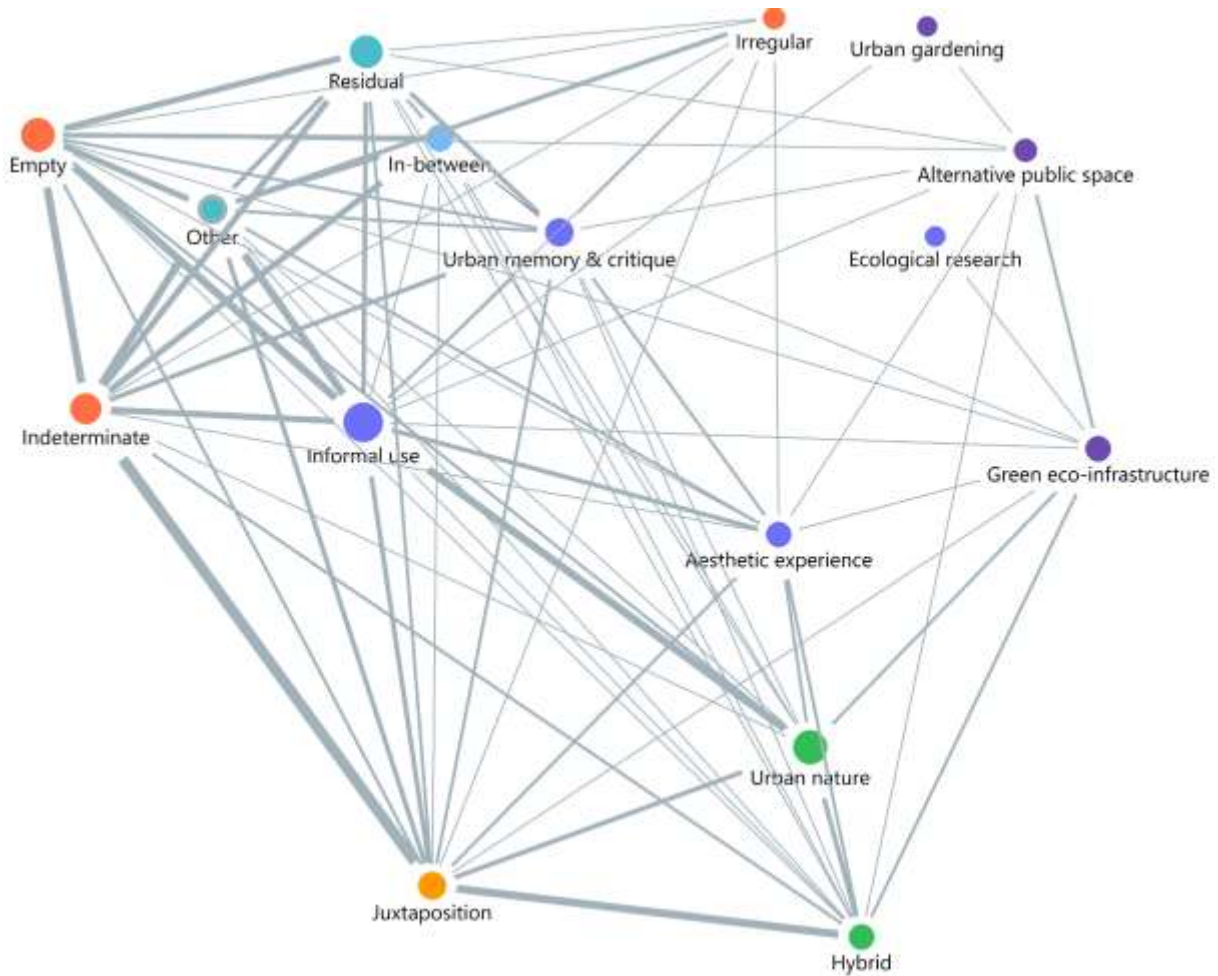 Irregular
Urban gardening
Residual
Empty
In-between
Alternative public space
Other
Urban memory & critique
Ecological research
Indeterminate
Informal use
Green eco-infrastructure
Aesthetic experience
Urban nature
Juxtaposition
Hybrid